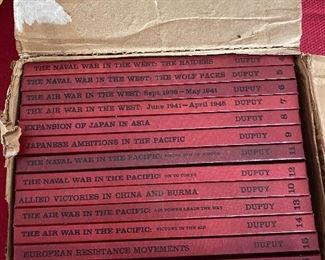 THE NAVAL WAR IN THE WEST: THE RAIDERS DUPUY
THE NAVAL WAR IN THE WEST: THE WOLF PACKS DUPUY 5
THE AIR WAR IN THE WEST: Sept. 1939–May 1941 DUPUY 6
THE AIR WAR IN THE WEST: June 1941–April 1945 DUPUY 7
EXPANSION OF JAPAN IN ASIA DUPUY 8
JAPANESE AMBITIONS IN THE PACIFIC DUPUY 9
THE NAVAL WAR IN THE PACIFIC: DUPUY 11
THE NAVAL WAR IN THE PACIFIC: ON TO TOKYO DUPUY 10
ALLIED VICTORIES IN CHINA AND BURMA DUPUY 12
THE AIR WAR IN THE PACIFIC: AIR POWER LEADS THE WAY DUPUY 13
THE AIR WAR IN THE PACIFIC: VICTORY IN THE AIR DUPUY 14
EUROPEAN RESISTANCE MOVEMENTS DUPUY 15